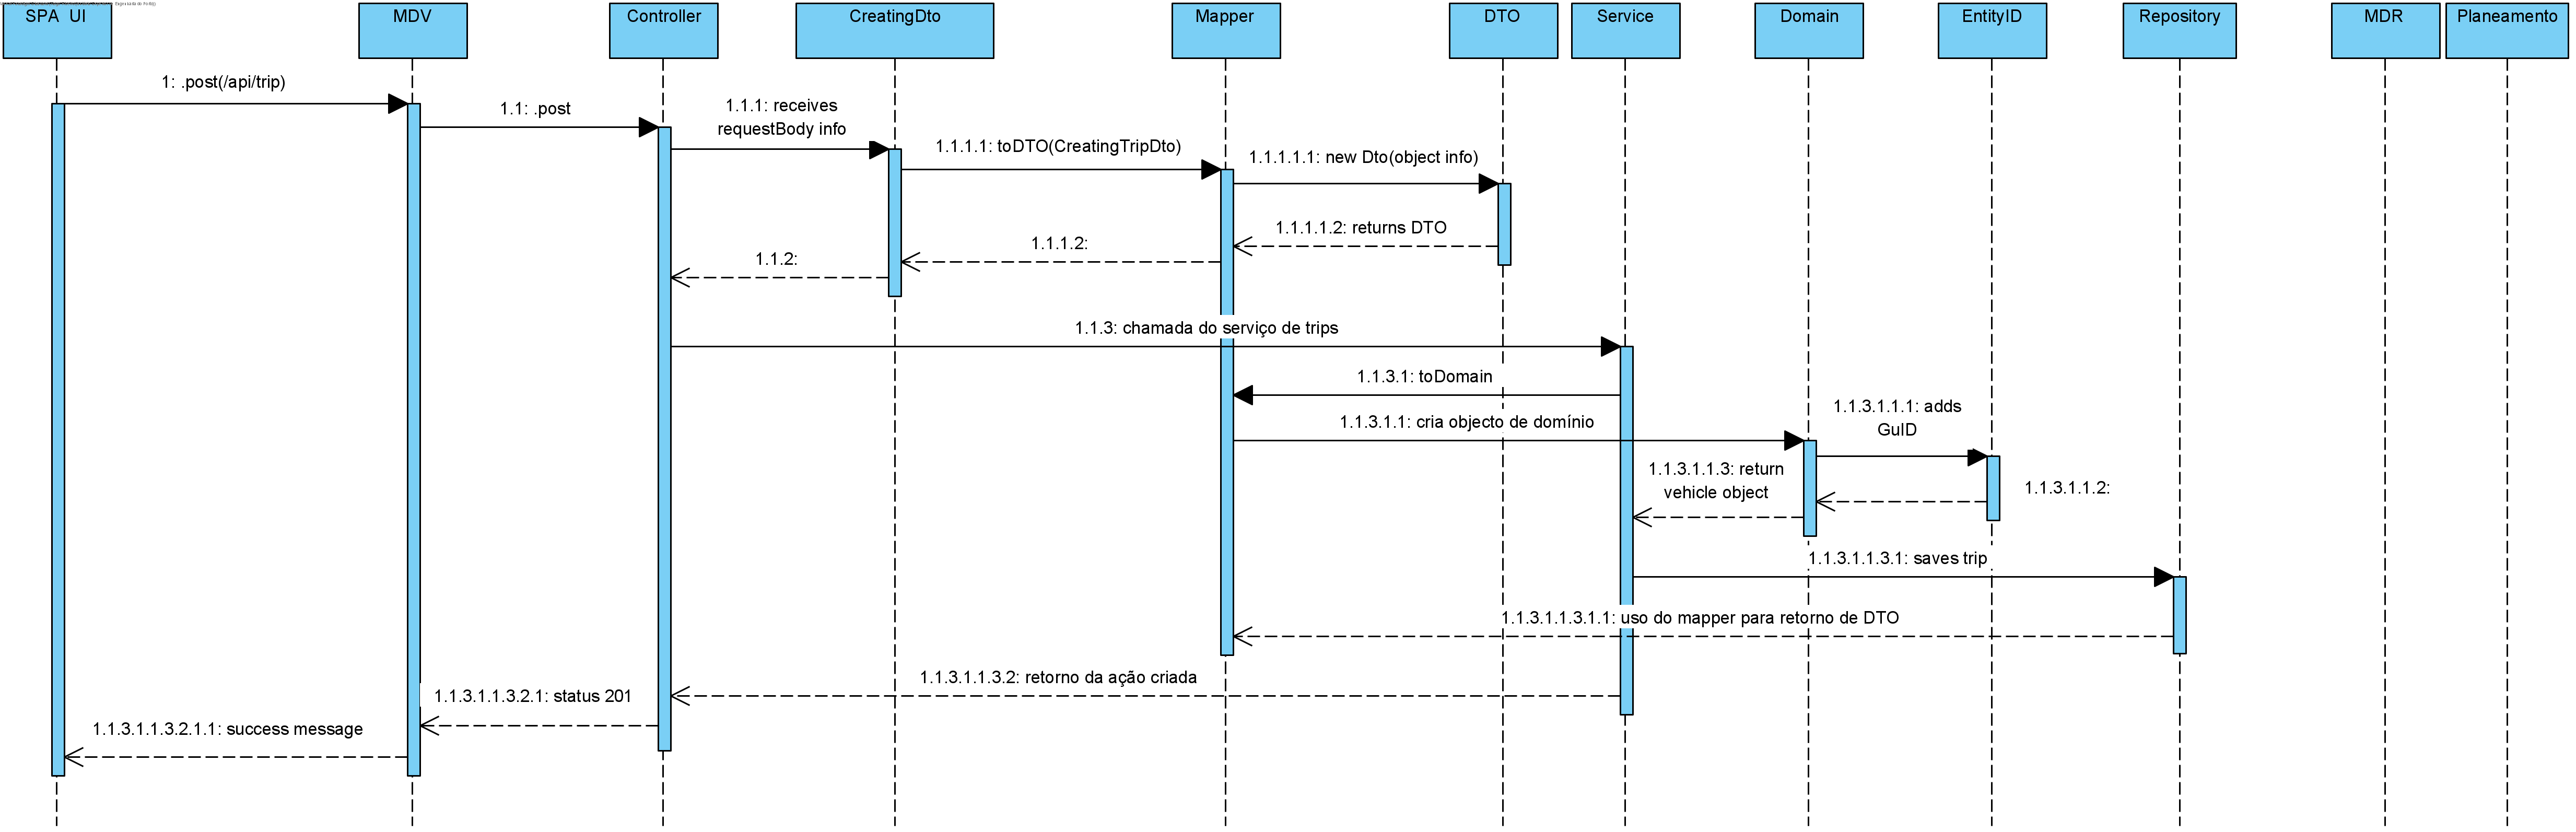 SPA UI
MDV
Controller
CreatingDto
Mapper
DTO
Service
Domain
EntityID
Repository
MDR
Planeamento
1: .post(/api/trip)
1.1: .post
1.1.1: receives
requestBody info
1.1.1.1: toDTO(CreatingTripDto)
1.1.1.1.1: new Dto(object info)
1.1.1.1.2: returns DTO
1.1.1.2:
1.1.2:
1.1.3: chamada do serviço de trips
1.1.3.1: toDomain
1.1.3.1.1: cria objecto de domínio
1.1.3.1.1.1: adds
GuID
1.1.3.1.1.3: return
vehicle object
1.1.3.1.1.2:
1.1.3.1.1.3.1: saves trip
1.1.3.1.1.3.1.1: uso do mapper para retorno de DTO
1.1.3.1.1.3.2: retorno da ação criada
1.1.3.1.1.3.2.1: status 201
1.1.3.1.1.3.2.1.1: success message